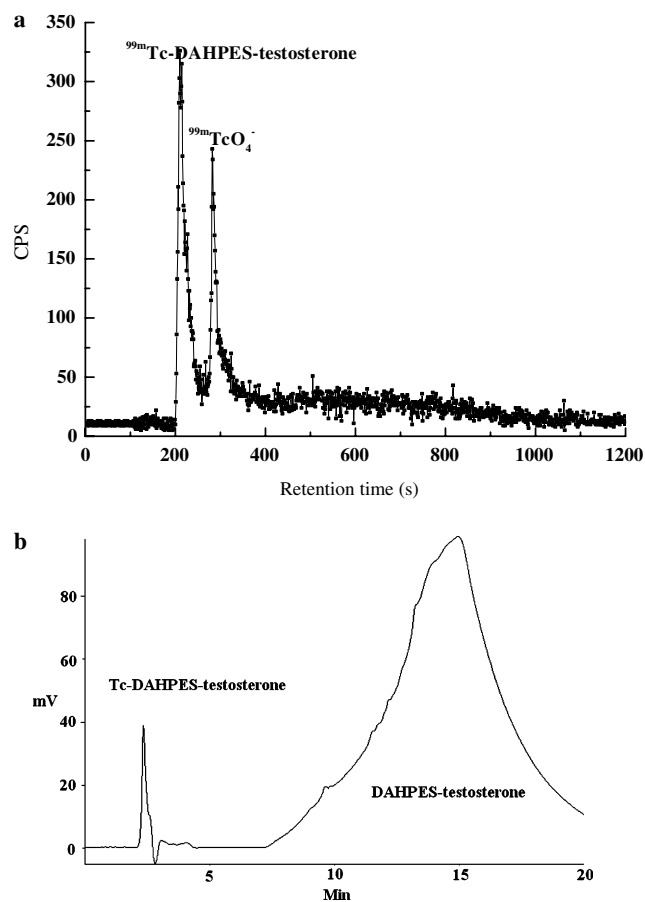 a
350
300
250
200
150
100
50
0
CPS
99mTc-DAHPES-testosterone
99mTcO4-
0 200 400 600 800 1000 1200
Retention time (s)
b
80
60
40
20
0
mV
Tc-DAHPES-testosterone
DAHPES-testosterone
5 10 15 20
Min